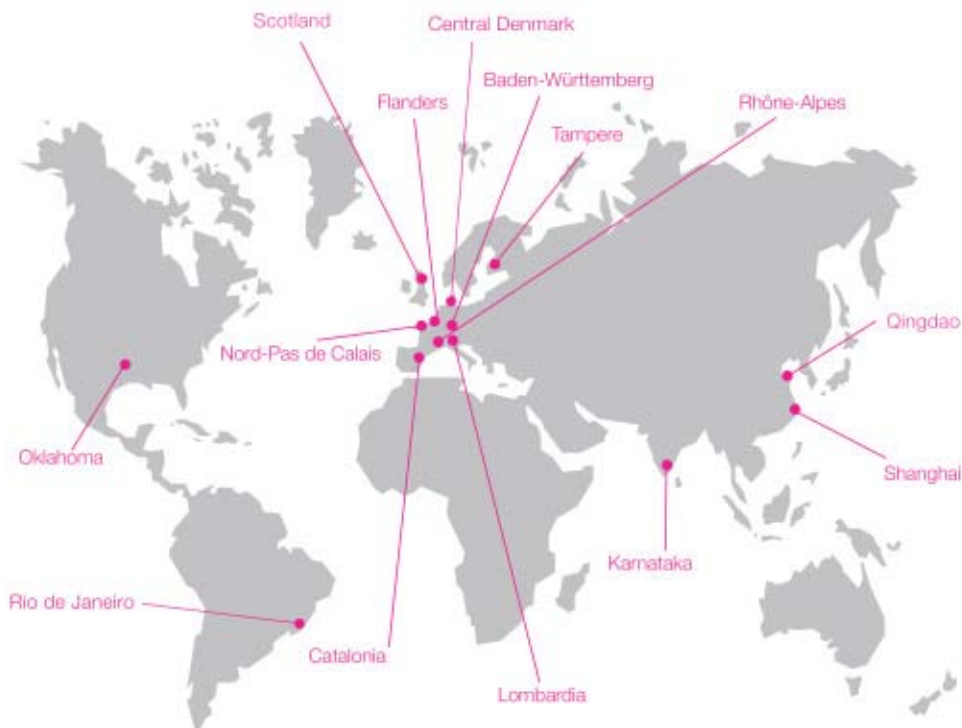 Scotland
Central Denmark
Baden-Württemberg
Flanders
Rhône-Alpes
Tampere
Qingdao
Nord-Pas de Calais
Oklahoma
Shanghai
Karnataka
Rio de Janeiro
Catalonia
Lombardia